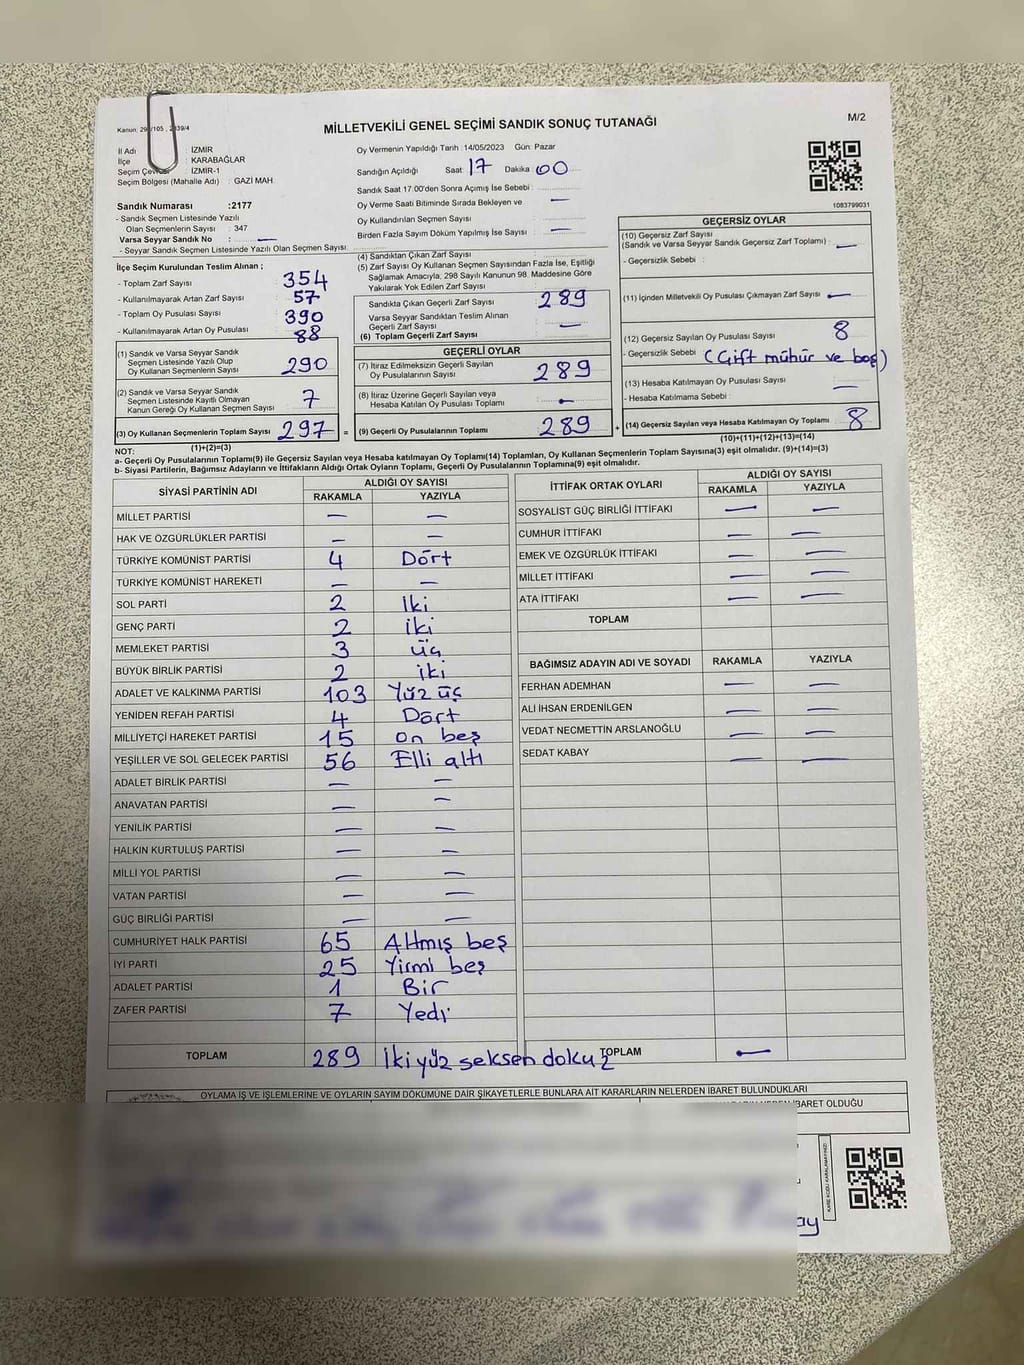 MİLLETVEKİLİ GENEL SEÇİMİ SANDIK SONUÇ TUTANAĞI
M/2
İl Adı : İZMİR
İlçe : KARABAĞLAR
Seçim : İZMİR-1
Seçim Bölgesi (Mahalle Adı) : GAZİ MAH.
Sandık Numarası :2177
- Sandık Seçmen Listesinde Yazılı
Olan Seçmenlerin Sayısı : 347
Varsa Seyyar Sandık No : —
- Seyyar Sandık Seçmen Listesinde Yazılı Olan Seçmen Sayısı:
Oy Vermenin Yapıldığı Tarih :14/05/2023 Gün: Pazar
Sandığın Açıldığı Saat 17 Dakika 00
Sandık Saat 17:00'den Sonra Açımış İse Sebebi :
Oy Verme Saati Bitiminde Sırada Bekleyen ve —
Oy Kullandırılan Seçmen Sayısı
Birden Fazla Sayım Döküm Yapılmış İse Sayısı : —
1083799031
İlçe Seçim Kurulundan Teslim Alınan ;
- Toplam Zarf Sayısı : 354
- Kullanılmayarak Artan Zarf Sayısı : 57
- Toplam Oy Pusulası Sayısı : 390
- Kullanılmayarak Artan Oy Pusulası : 88
(1) Sandık ve Varsa Seyyar Sandık
Seçmen Listesinde Yazılı Olup
Oy Kullanan Seçmenlerin Sayısı 290
(2) Sandık ve Varsa Seyyar Sandık
Seçmen Listesinde Kayıtlı Olmayan
Kanun Gereği Oy Kullanan Seçmen Sayısı 7
(3) Oy Kullanan Seçmenlerin Toplam Sayısı 297 =
(1)+(2)=(3)
(4) Sandıktan Çıkan Zarf Sayısı
(5) Zarf Sayısı Oy Kullanan Seçmen Sayısından Fazla İse, Eşitliği
Sağlamak Amacıyla, 298 Sayılı Kanunun 98. Maddesine Göre
Yakılarak Yok Edilen Zarf Sayısı :
Sandıkta Çıkan Geçerli Zarf Sayısı 289
Varsa Seyyar Sandıktan Teslim Alınan
Geçerli Zarf Sayısı —
(6) Toplam Geçerli Zarf Sayısı
GEÇERLİ OYLAR
(7) İtiraz Edilmeksizin Geçerli Sayılan
Oy Pusulalarının Sayısı 289
(8) İtiraz Üzerine Geçerli Sayılan veya
Hesaba Katılan Oy Pusulası Toplamı —
(9) Geçerli Oy Pusulalarının Toplamı 289 +
GEÇERSİZ OYLAR
(10) Geçersiz Zarf Sayısı
(Sandık ve Varsa Seyyar Sandık Geçersiz Zarf Toplamı) : —
- Geçersizlik Sebebi :
(11) İçinden Milletvekili Oy Pusulası Çıkmayan Zarf Sayısı —
(12) Geçersiz Sayılan Oy Pusulası Sayısı 8
- Geçersizlik Sebebi (Çift mühür ve boş)
(13) Hesaba Katılmayan Oy Pusulası Sayısı —
- Hesaba Katılmama Sebebi :
(14) Geçersiz Sayılan veya Hesaba Katılmayan Oy Toplamı 8
(10)+(11)+(12)+(13)=(14)
NOT:
a- Geçerli Oy Pusulalarının Toplamı(9) ile Geçersiz Sayılan veya Hesaba katılmayan Oy Toplamı(14) Toplamları, Oy Kullanan Seçmenlerin Toplam Sayısına(3) eşit olmalıdır. (9)+(14)=(3)
b- Siyasi Partilerin, Bağımsız Adayların ve İttifakların Aldığı Ortak Oyların Toplamı, Geçerli Oy Pusulalarının Toplamına(9) eşit olmalıdır.
SİYASİ PARTİNİN ADI ALDIĞI OY SAYISI
RAKAMLA YAZIYLA
MİLLET PARTİSİ — —
HAK VE ÖZGÜRLÜKLER PARTİSİ — —
TÜRKİYE KOMÜNİST PARTİSİ 4 Dört
TÜRKİYE KOMÜNİST HAREKETİ — —
SOL PARTİ 2 iki
GENÇ PARTİ 2 iki
MEMLEKET PARTİSİ 3 üç
BÜYÜK BİRLİK PARTİSİ 2 iki
ADALET VE KALKINMA PARTİSİ 103 Yüz üç
YENİDEN REFAH PARTİSİ 4 Dört
MİLLİYETÇİ HAREKET PARTİSİ 15 on beş
YEŞİLLER VE SOL GELECEK PARTİSİ 56 Elli altı
ADALET BİRLİK PARTİSİ — —
ANAVATAN PARTİSİ — —
YENİLİK PARTİSİ — —
HALKIN KURTULUŞ PARTİSİ — —
MİLLİ YOL PARTİSİ — —
VATAN PARTİSİ — —
GÜÇ BİRLİĞİ PARTİSİ — —
CUMHURİYET HALK PARTİSİ 65 Altmış beş
İYİ PARTİ 25 Yirmi beş
ADALET PARTİSİ 1 Bir
ZAFER PARTİSİ 7 Yedi
TOPLAM 289 İki yüz seksen dokuz
İTTİFAK ORTAK OYLARI ALDIĞI OY SAYISI
RAKAMLA YAZIYLA
SOSYALİST GÜÇ BİRLİĞİ İTTİFAKI — —
CUMHUR İTTİFAKI — —
EMEK VE ÖZGÜRLÜK İTTİFAKI — —
MİLLET İTTİFAKI — —
ATA İTTİFAKI — —
TOPLAM
BAĞIMSIZ ADAYIN ADI VE SOYADI RAKAMLA YAZIYLA
FERHAN ADEMHAN — —
ALİ İHSAN ERDENİLGEN — —
VEDAT NECMETTİN ARSLANOĞLU — —
SEDAT KABAY — —
TOPLAM —
OYLAMA İŞ VE İŞLEMLERİNE VE OYLARIN SAYIM DÖKÜMÜNE DAİR ŞİKAYETLERLE BUNLARA AİT KARARLARIN NELERDEN İBARET BULUNDUKLARI
İBARET OLDUĞU